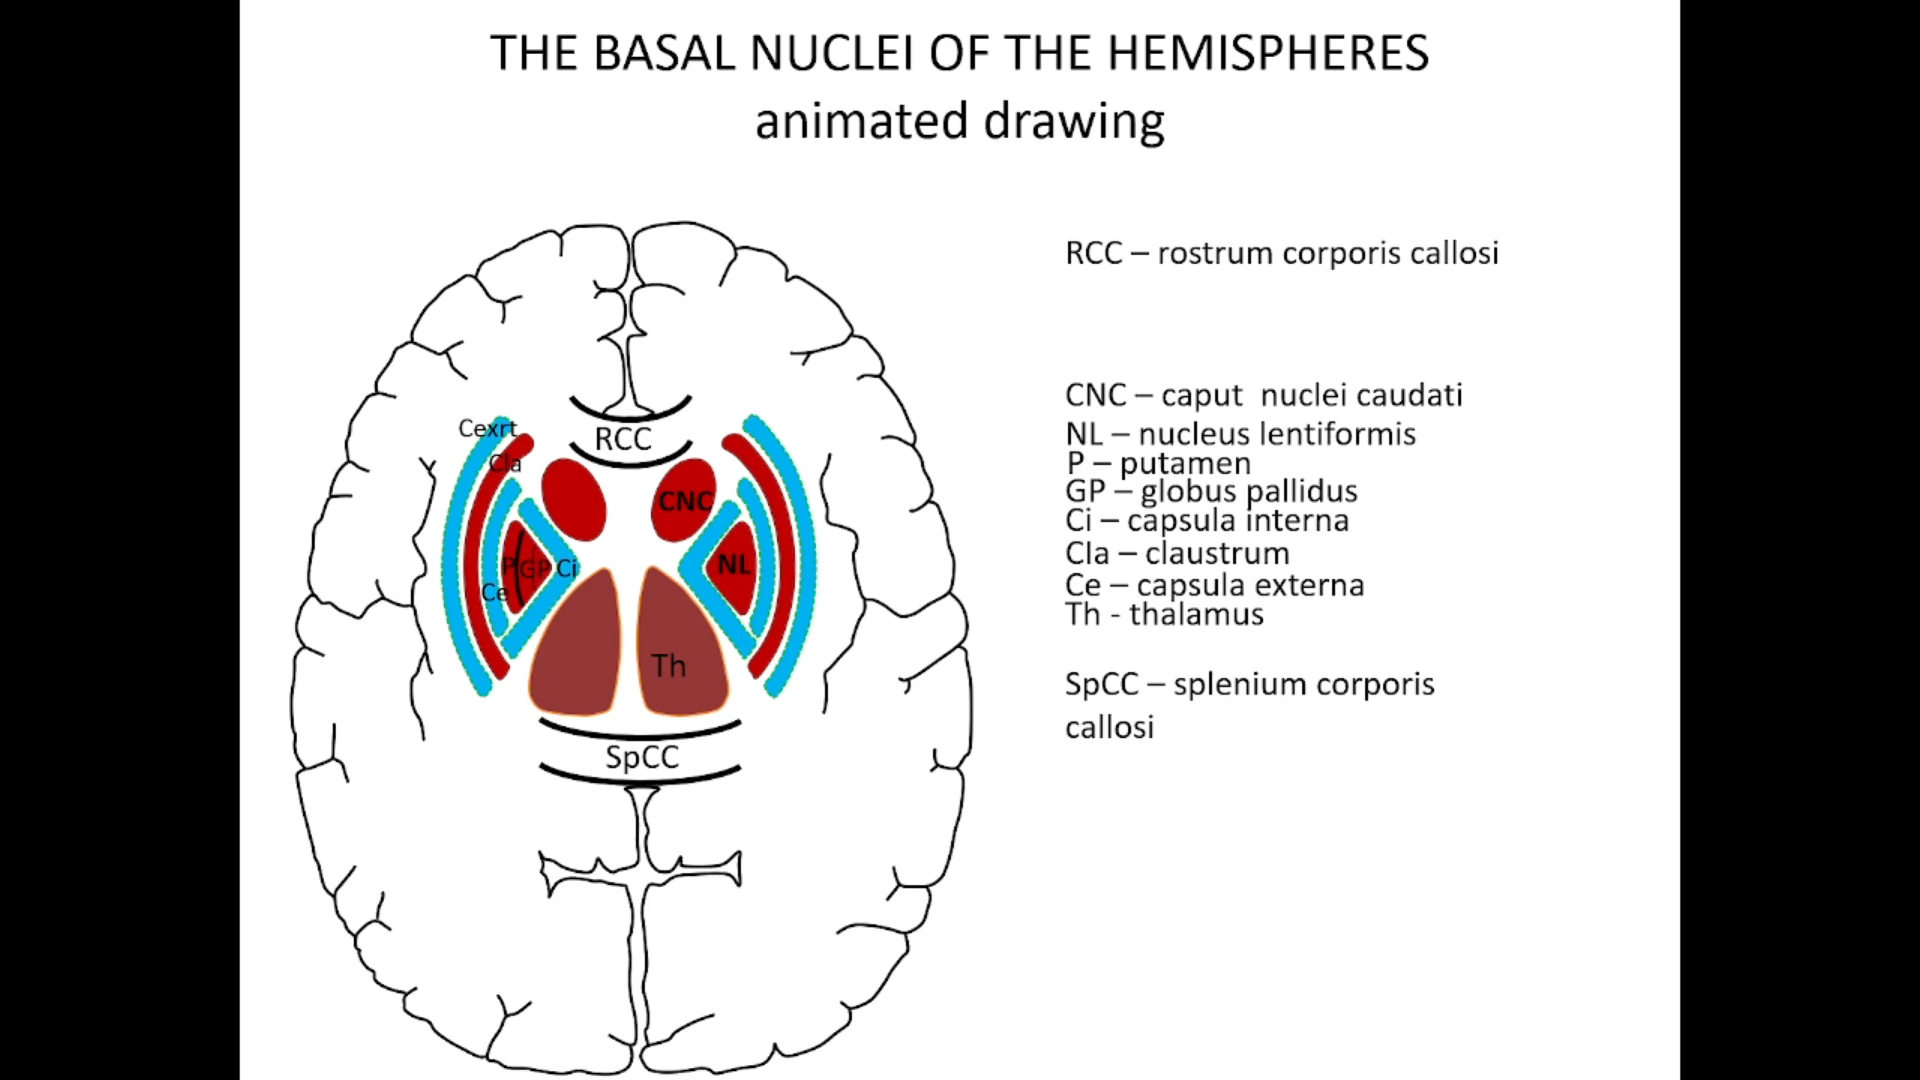 THE BASAL NUCLEI OF THE HEMISPHERES
animated drawing
RCC – rostrum corporis callosi
CNC – caput nuclei caudati
NL – nucleus lentiformis
P – putamen
GP – globus pallidus
Ci – capsula interna
Cla – claustrum
Ce – capsula externa
Th - thalamus
SpCC – splenium corporis
callosi
Cexrt
RCC
Cla
CNC
P GP Ci
NL
Ce
Th
SpCC